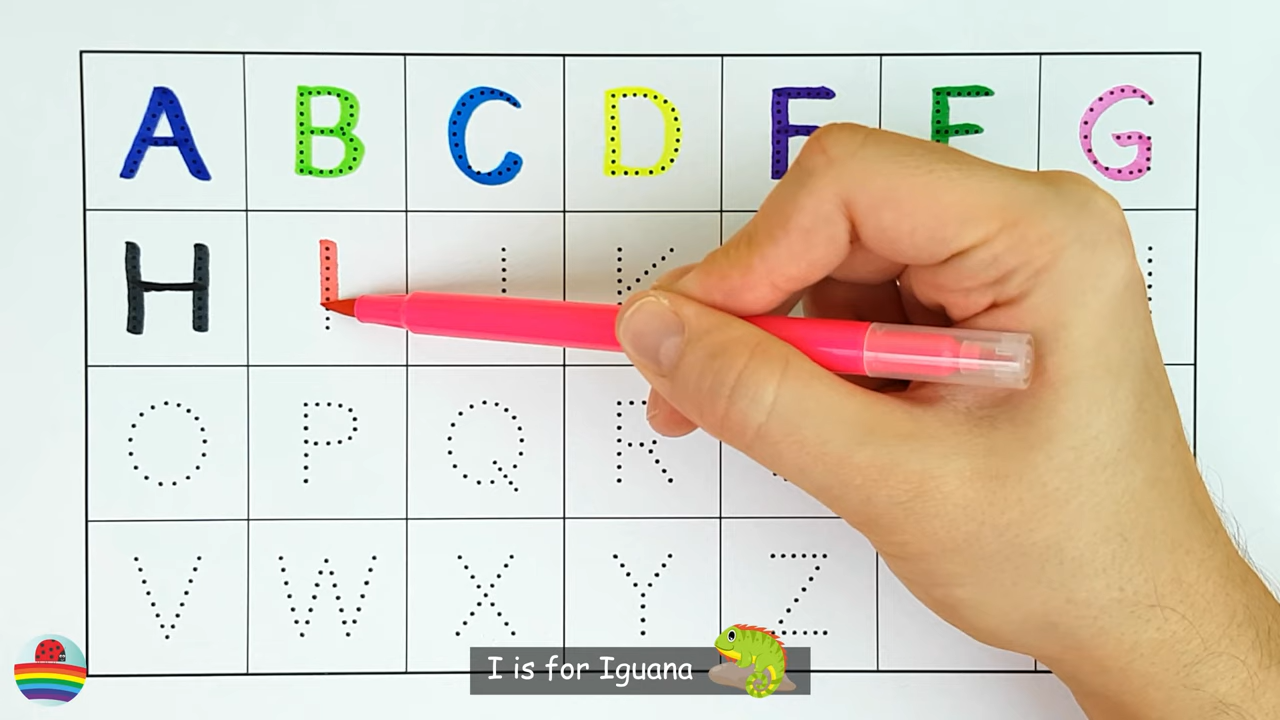 A B C D E F G
H I K
O P Q R
V W X Y Z
I is for Iguana